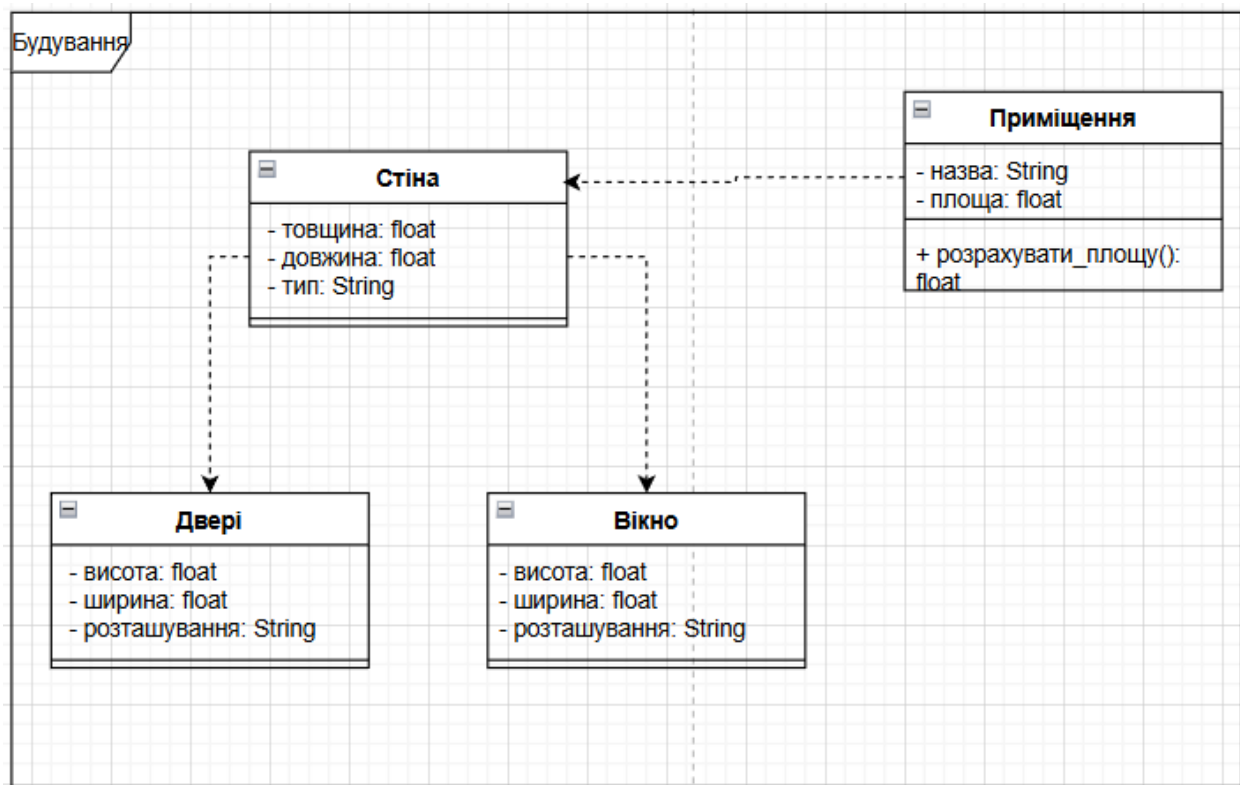 Будування
Приміщення
- назва: String
- площа: float
+ розрахувати_площу():
float
Стіна
- товщина: float
- довжина: float
- тип: String
Двері
- висота: float
- ширина: float
- розташування: String
Вікно
- висота: float
- ширина: float
- розташування: String